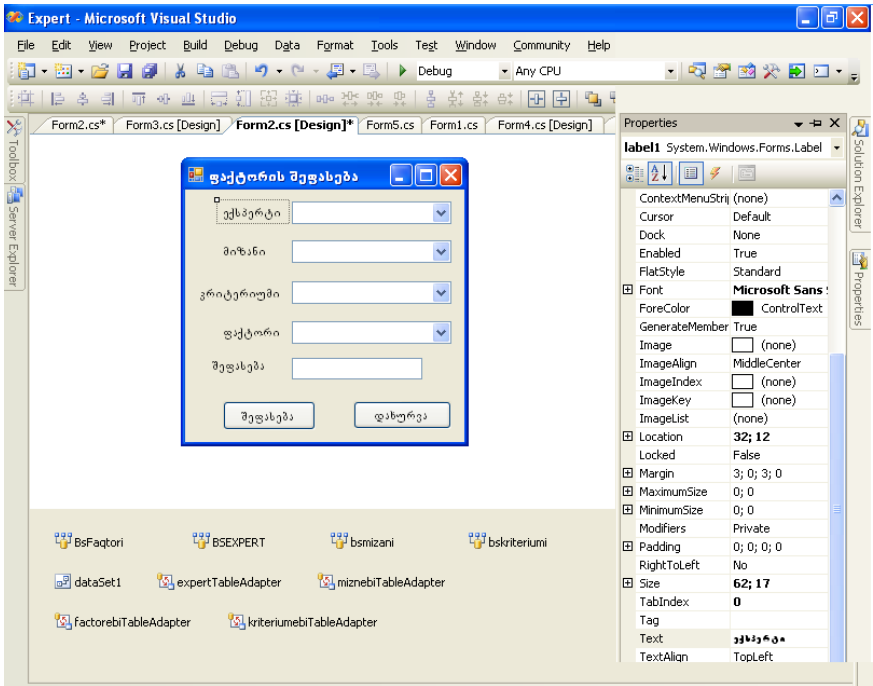 Expert - Microsoft Visual Studio
File Edit View Project Build Debug Data Format Tools Test Window Community Help
Debug Any CPU
Form2.cs* Form3.cs [Design] Form2.cs [Design]* Form5.cs Form1.cs Form4.cs [Design]
Toolbox
Server Explorer
ფაქტორის შეფასება
ექსპერტი
მიზანი
კრიტერიუმი
ფაქტორი
შეფასება
შეფასება დახურვა
BsFaqtori BSEXPERT bsmizani bskriteriumi
dataSet1 expertTableAdapter miznebiTableAdapter
factorebiTableAdapter kriteriumebiTableAdapter
Properties
label1 System.Windows.Forms.Label
ContextMenuStrip (none)
Cursor Default
Dock None
Enabled True
FlatStyle Standard
Font Microsoft Sans
ForeColor ControlText
GenerateMember True
Image (none)
ImageAlign MiddleCenter
ImageIndex (none)
ImageKey (none)
ImageList (none)
Location 32; 12
Locked False
Margin 3; 0; 3; 0
MaximumSize 0; 0
MinimumSize 0; 0
Modifiers Private
Padding 0; 0; 0; 0
RightToLeft No
Size 62; 17
TabIndex 0
Tag
Text ექსპერტი
TextAlign TopLeft
Solution Explorer
Properties